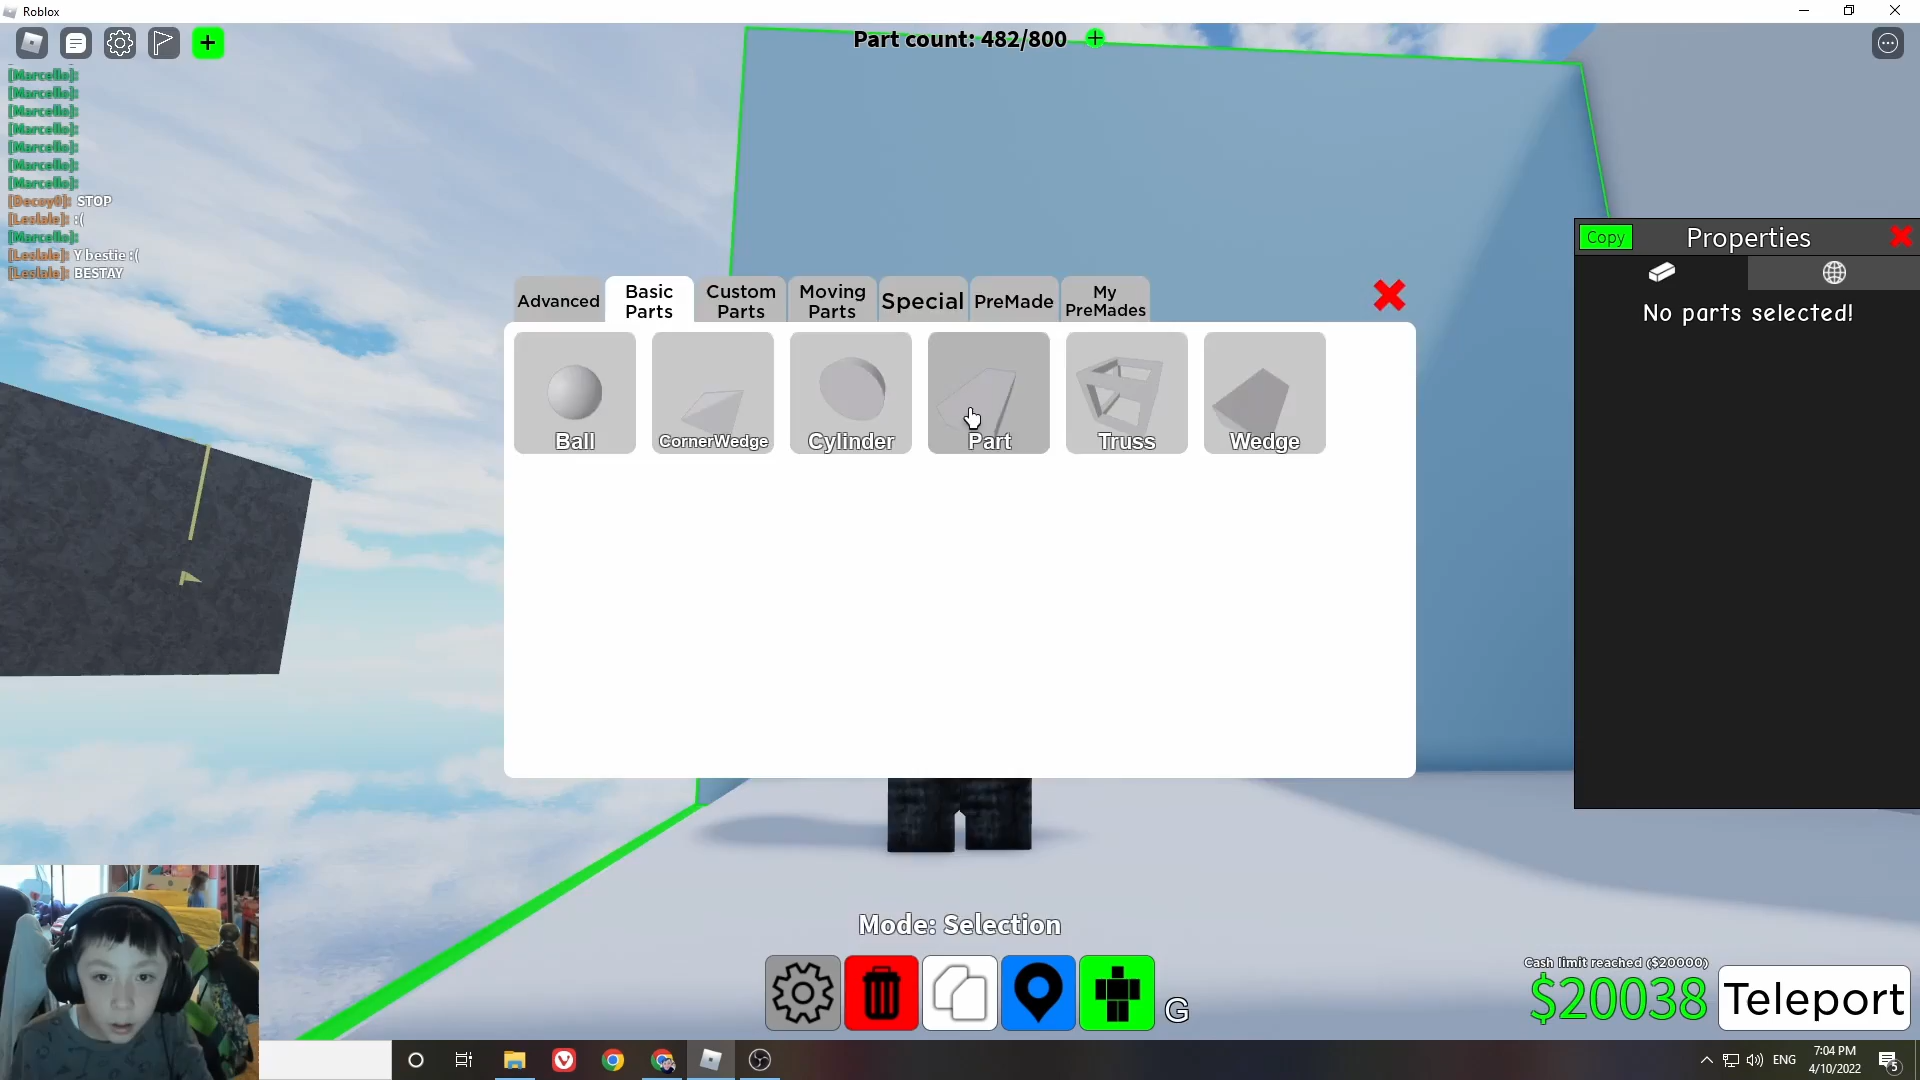 Roblox
Part count: 482/800 +
[Marcello]:
[Marcello]:
[Marcello]:
[Marcello]:
[Marcello]:
[Marcello]:
[Marcello]:
[Decoy0]: STOP
[Leslale]: :(
[Marcello]:
[Leslale]: Y bestie :(
[Leslale]: BESTAY
Copy
Properties
No parts selected!
Advanced
Basic
Parts
Custom
Parts
Moving
Parts
Special
PreMade
My
PreMades
Ball
CornerWedge
Cylinder
Part
Truss
Wedge
Mode: Selection
G
Cash limit reached ($20000)
$20038
Teleport
ENG
7:04 PM
4/10/2022
5